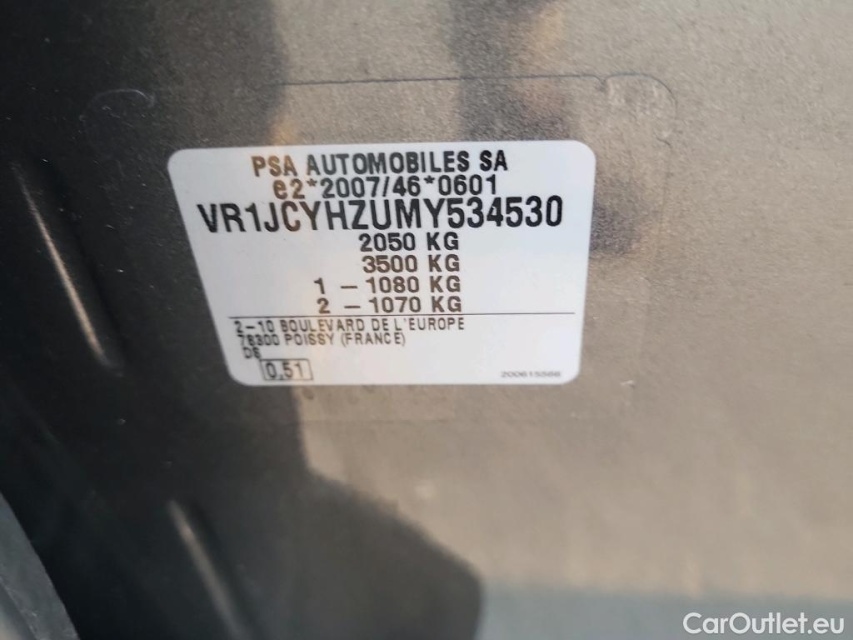 PSA AUTOMOBILES SA
e2*2007/46*0601
VR1JCYHZUMY534530
2050 KG
3500 KG
1 - 1080 KG
2 - 1070 KG
2-10 BOULEVARD DE L'EUROPE
78300 POISSY (FRANCE)
DE
0,51
CarOutlet.eu